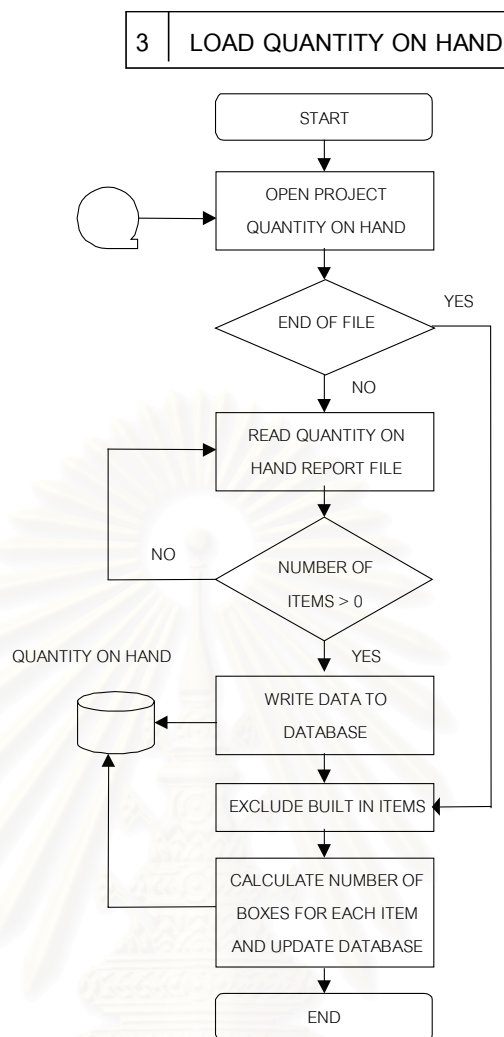 3 LOAD QUANTITY ON HAND
START
OPEN PROJECT
QUANTITY ON HAND
END OF FILE
YES
NO
READ QUANTITY ON
HAND REPORT FILE
NO
NUMBER OF
ITEMS > 0
YES
QUANTITY ON HAND
WRITE DATA TO
DATABASE
EXCLUDE BUILT IN ITEMS
CALCULATE NUMBER OF
BOXES FOR EACH ITEM
AND UPDATE DATABASE
END